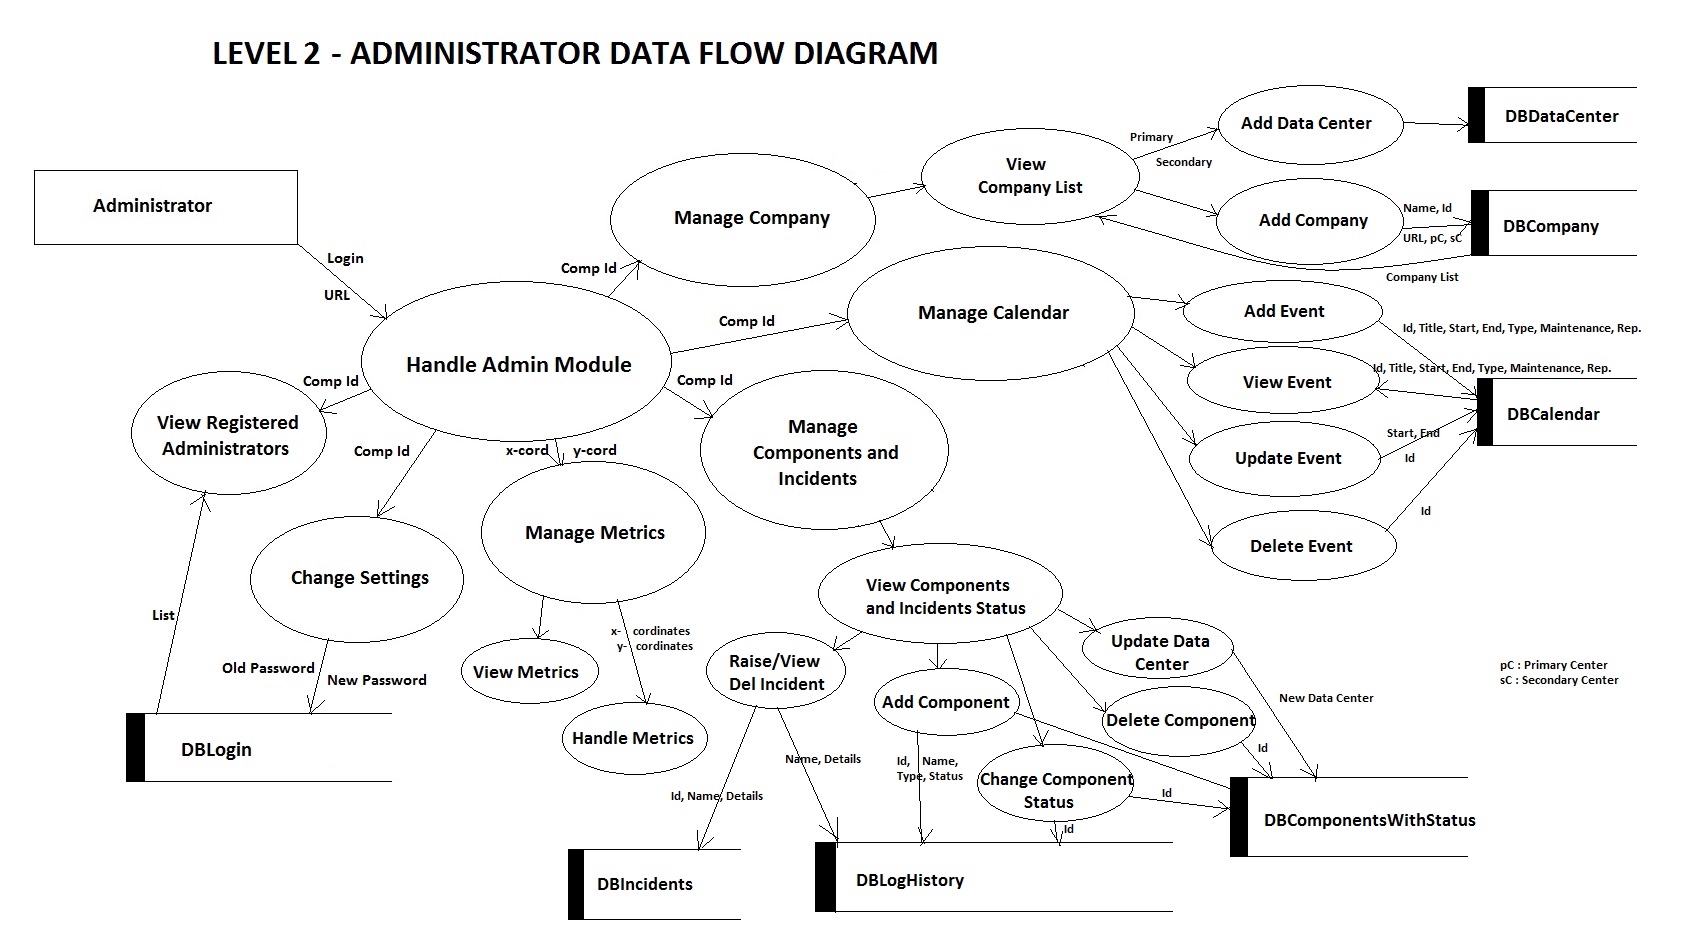 LEVEL 2 - ADMINISTRATOR DATA FLOW DIAGRAM
Administrator
Login
URL
Handle Admin Module
Comp Id
Manage Company
View
Company List
Primary
Secondary
Add Data Center
DBDataCenter
Add Company
Name, Id
URL, pC, sC
DBCompany
Company List
Comp Id
Manage Calendar
Add Event
Id, Title, Start, End, Type, Maintenance, Rep.
View Event
Id, Title, Start, End, Type, Maintenance, Rep.
DBCalendar
Update Event
Start, End
Id
Delete Event
Id
Comp Id
View Registered
Administrators
List
Comp Id
Change Settings
Old Password
New Password
DBLogin
x-cord
y-cord
Manage Metrics
View Metrics
x- cordinates
y- cordinates
Handle Metrics
Comp Id
Manage
Components and
Incidents
View Components
and Incidents Status
Raise/View
Del Incident
Id, Name, Details
Name, Details
DBIncidents
Add Component
Id, Name,
Type, Status
DBLogHistory
Change Component
Status
Id
Id
Delete Component
Id
Update Data
Center
New Data Center
DBComponentsWithStatus
pC : Primary Center
sC : Secondary Center